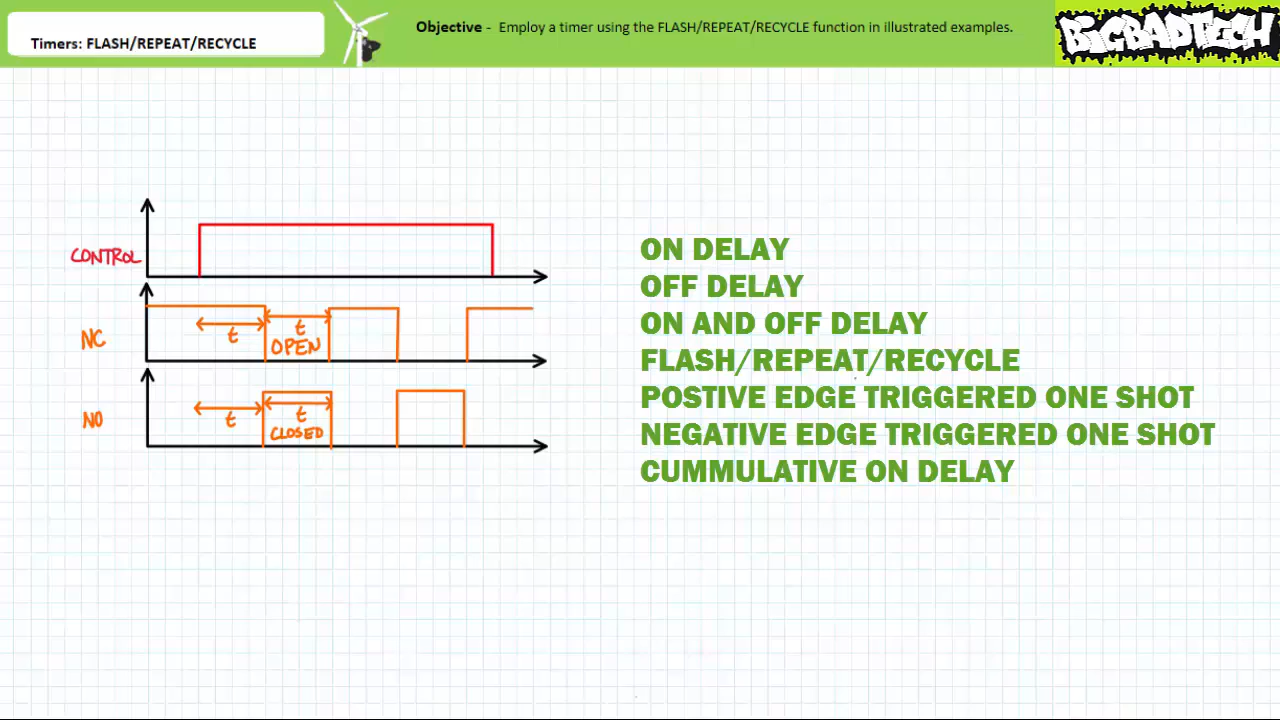 Timers: FLASH/REPEAT/RECYCLE
Objective - Employ a timer using the FLASH/REPEAT/RECYCLE function in illustrated examples.
BIGBADTECH
CONTROL
NC
t
t
OPEN
NO
t
t
CLOSED
ON DELAY
OFF DELAY
ON AND OFF DELAY
FLASH/REPEAT/RECYCLE
POSTIVE EDGE TRIGGERED ONE SHOT
NEGATIVE EDGE TRIGGERED ONE SHOT
CUMMULATIVE ON DELAY